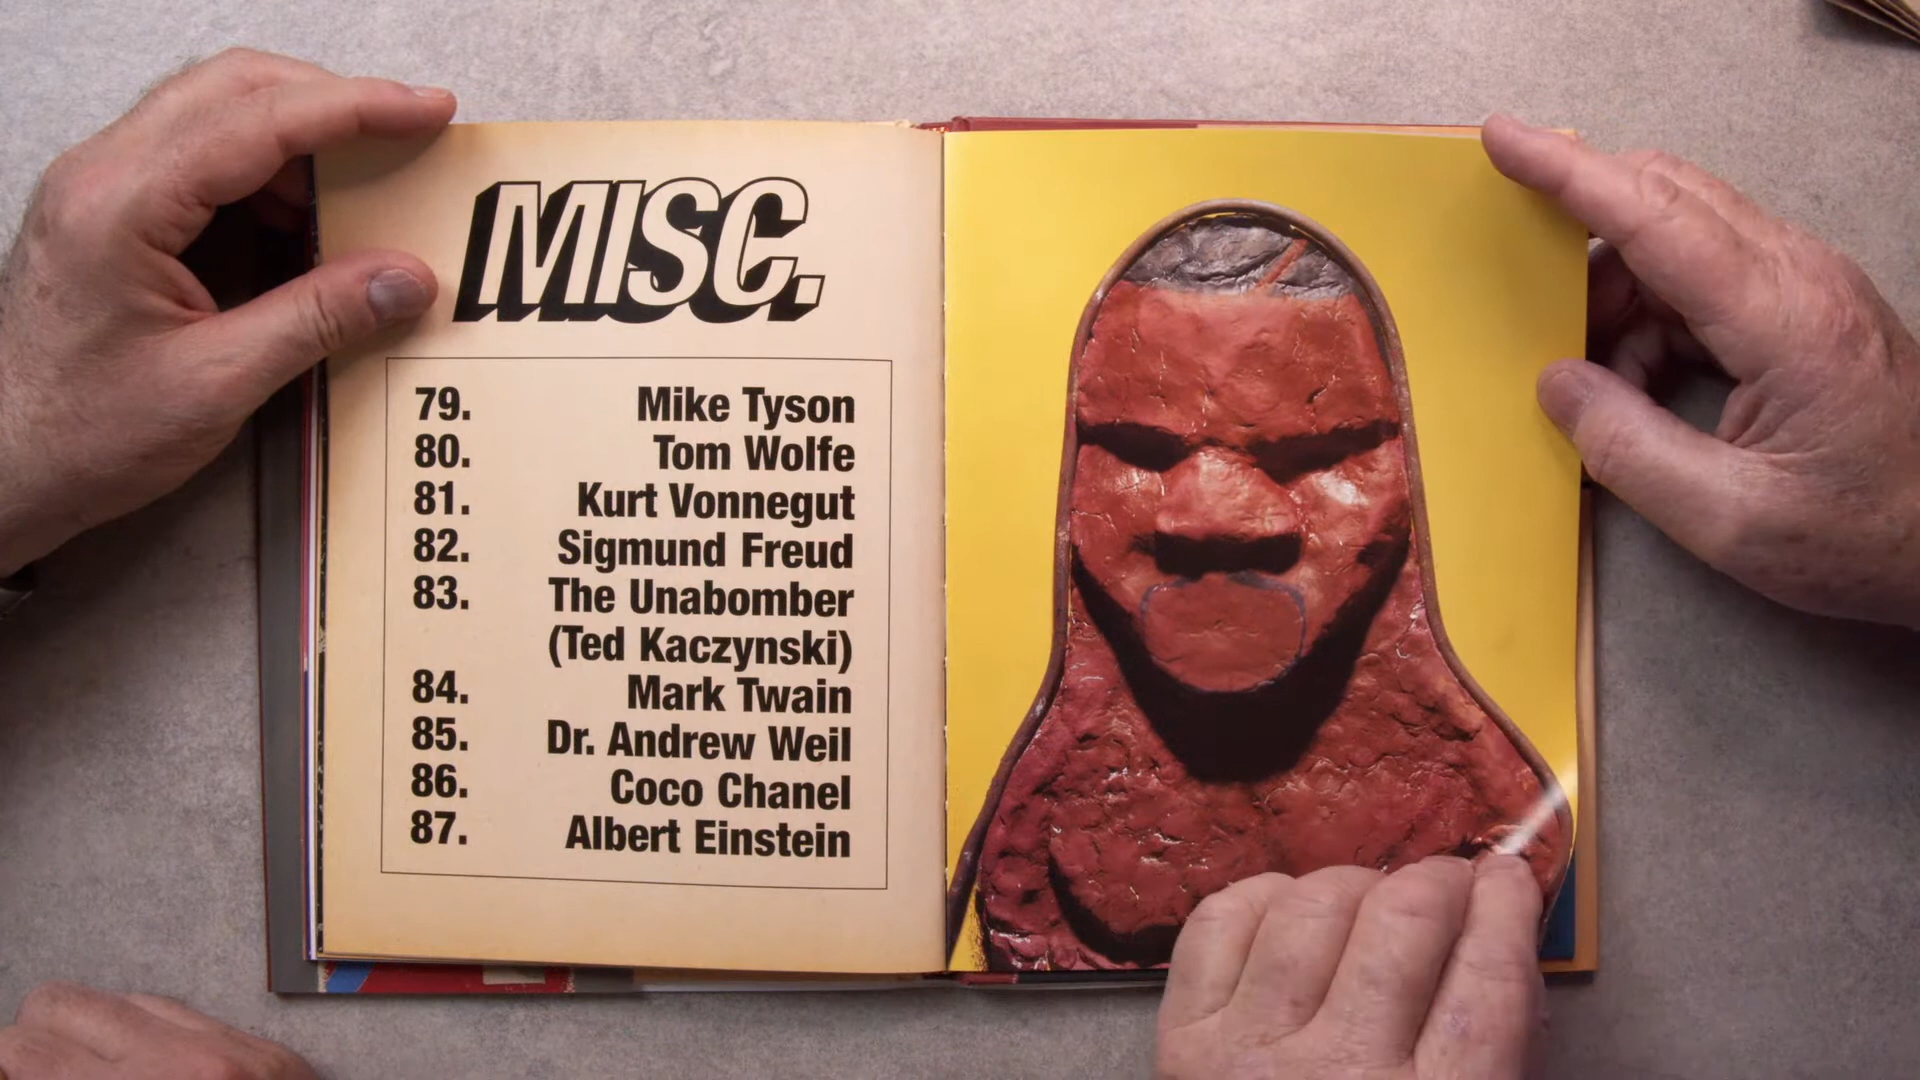 MISC.
79. Mike Tyson
80. Tom Wolfe
81. Kurt Vonnegut
82. Sigmund Freud
83. The Unabomber
(Ted Kaczynski)
84. Mark Twain
85. Dr. Andrew Weil
86. Coco Chanel
87. Albert Einstein